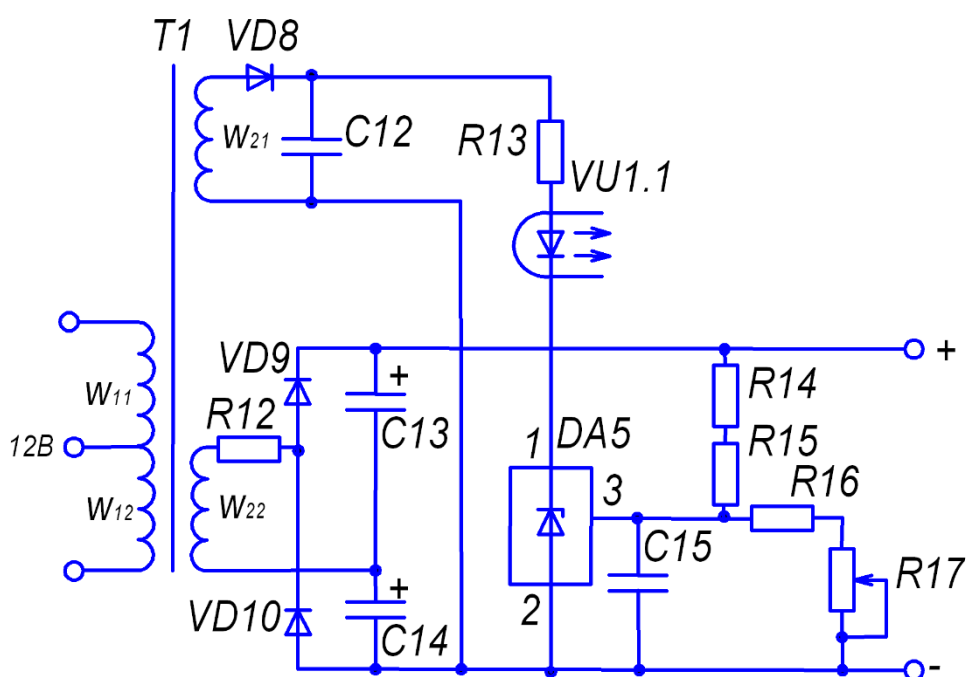 T1 VD8
W21 C12 R13
VU1.1
VD9 +
W11 R12 C13 R14
12В 1 DA5 R15
3 R16
W12 W22 C15
+ R17
VD10 C14 2
+
-